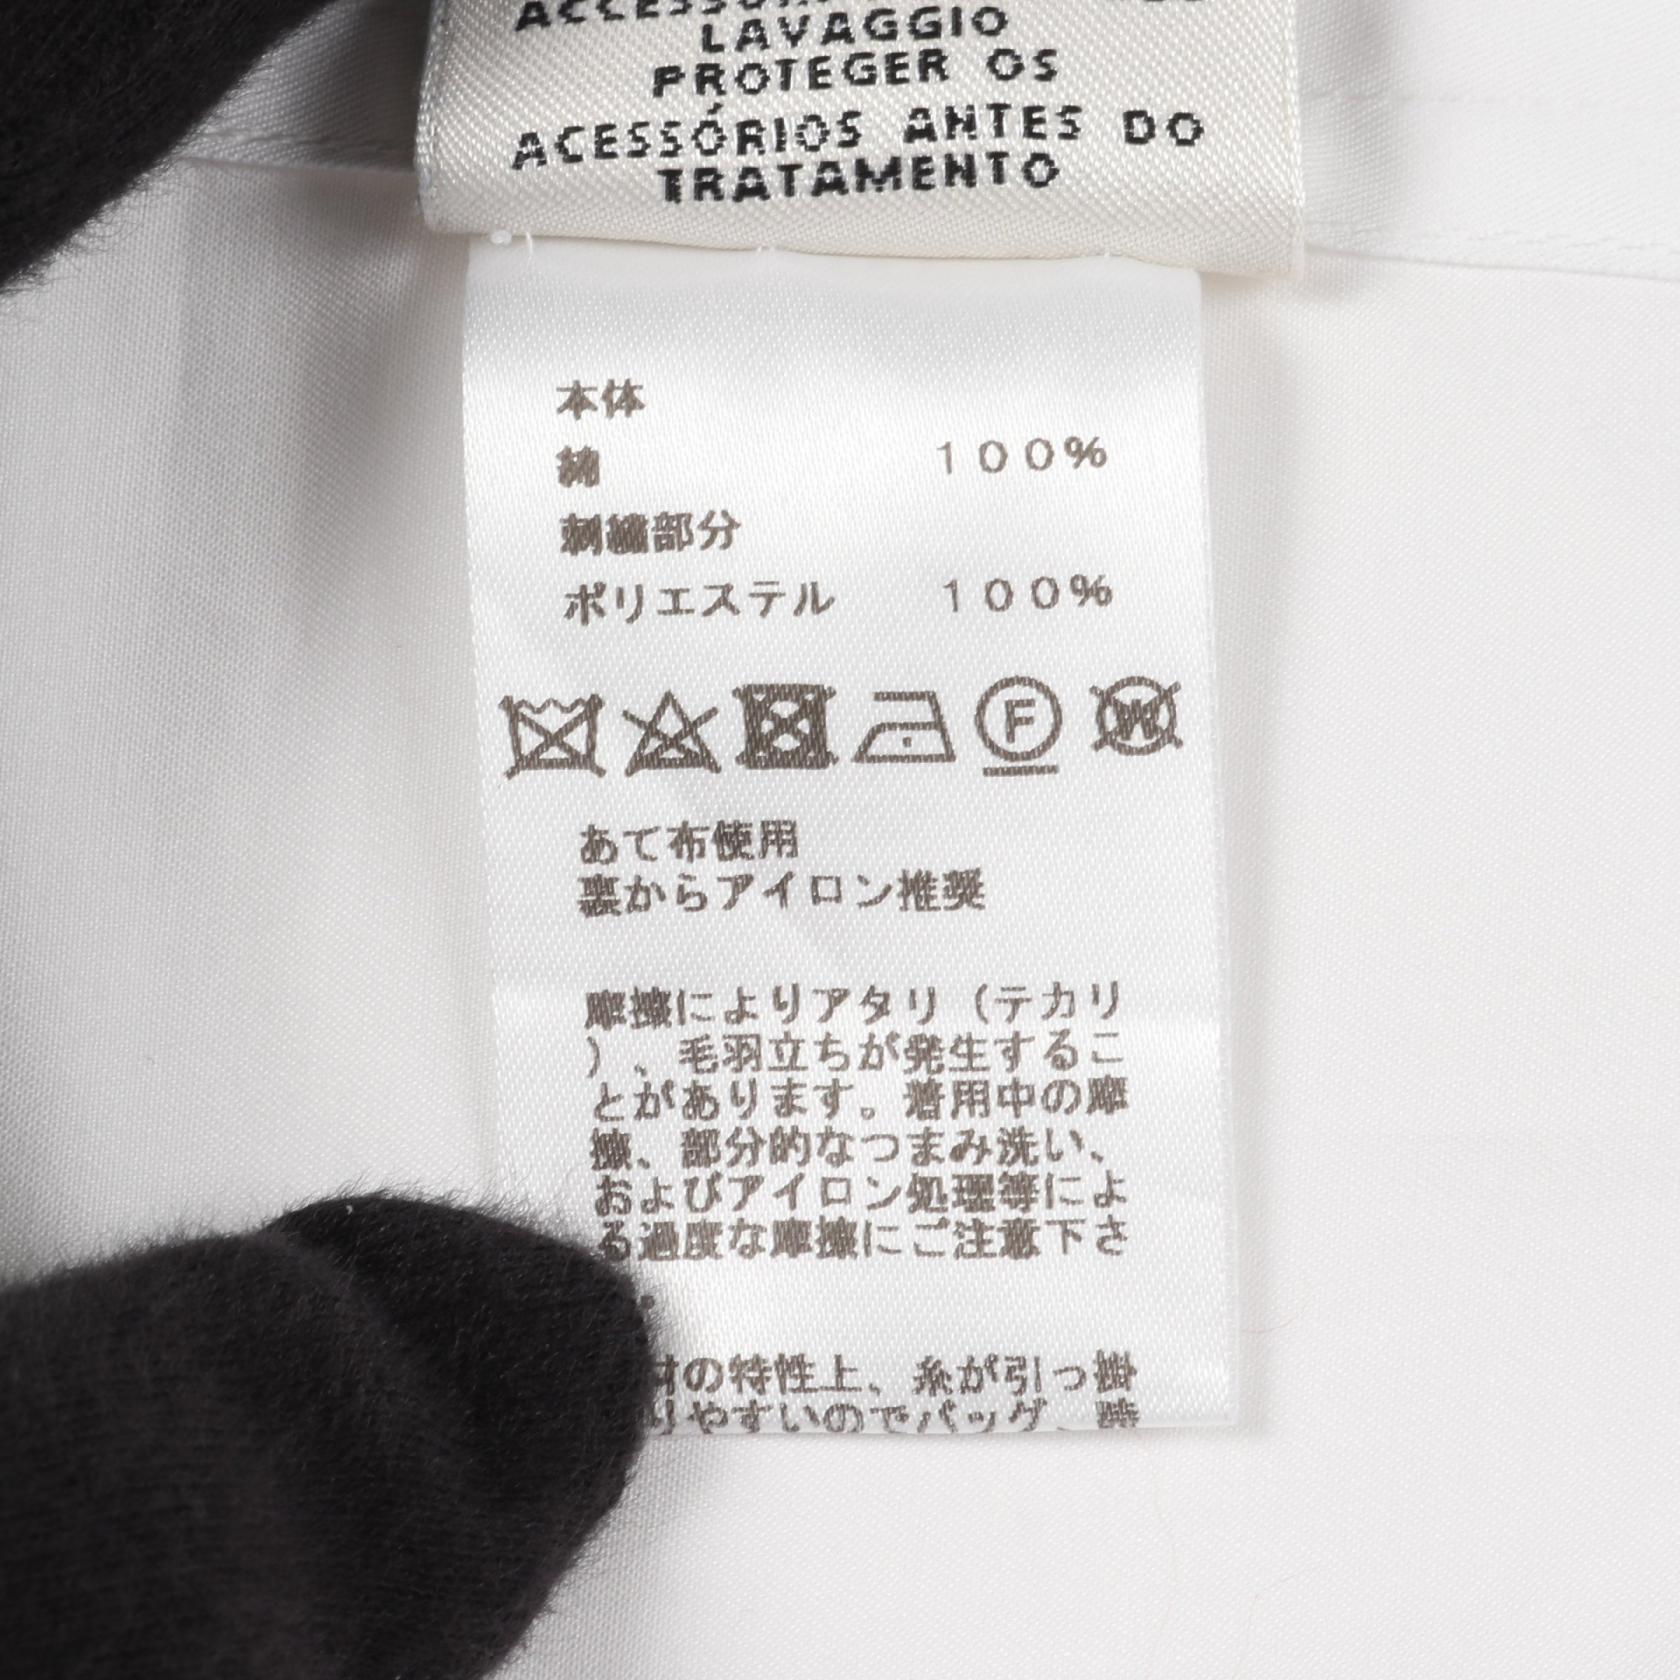 LAVAGGIO
PROTEGER OS
ACESSÓRIOS ANTES DO
TRATAMENTO
本体
綿 100%
刺繍部分
ポリエステル 100%
F
W
あて布使用
裏からアイロン推奨
摩擦によりアタリ（テカリ
）、毛羽立ちが発生するこ
とがあります。着用中の摩
擦、部分的なつまみ洗い、
およびアイロン処理等によ
る過度な摩擦にご注意下さ
。
の特性上、糸が引っ掛
りやすいのでバッグ、